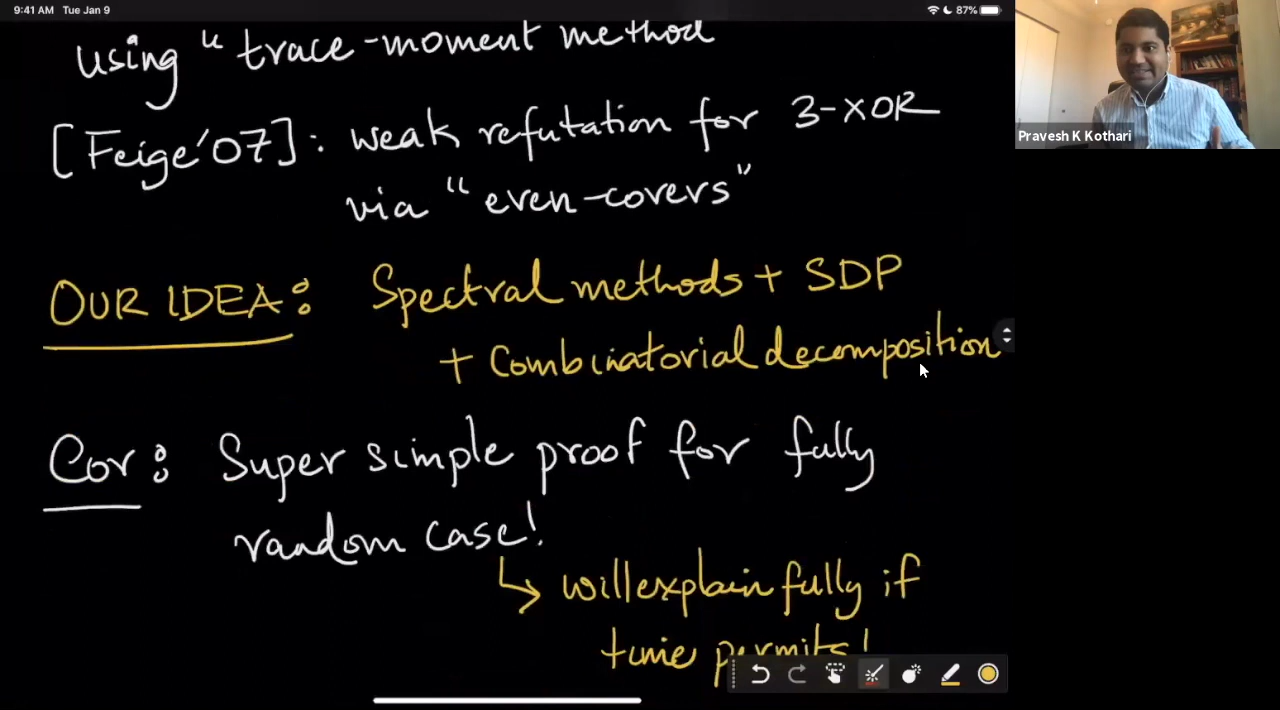 9:41 AM Tue Jan 9
87%
using "trace-moment method
[Feige'07]: weak refutation for 3-XOR
via "even-covers"
OUR IDEA: Spectral methods + SDP
+ Combinatorial decomposition
Cor: Super simple proof for fully
random case!
↳ will explain fully if
time permits!
Pravesh K Kothari